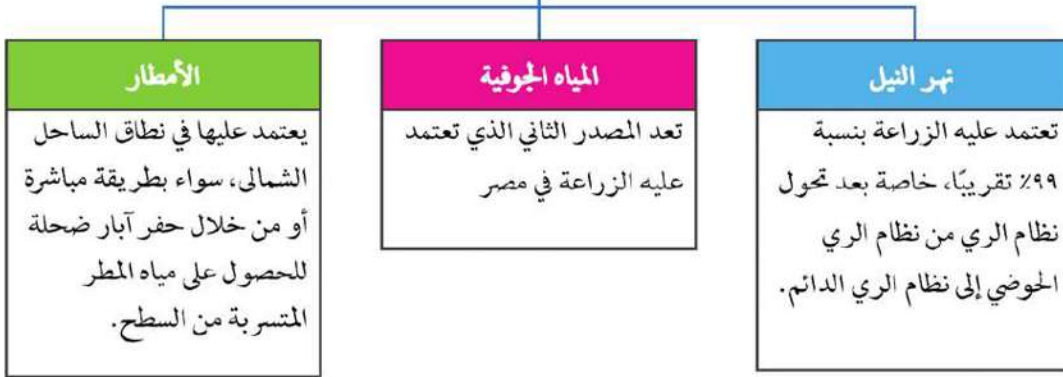 نهر النيل
تعتمد عليه الزراعة بنسبة
٩٩٪ تقريبًا، خاصة بعد تحول
نظام الري من نظام الري
الحوضي إلى نظام الري الدائم.
المياه الجوفية
تعد المصدر الثاني الذي تعتمد
عليه الزراعة في مصر
الأمطار
يعتمد عليها في نطاق الساحل
الشمالى، سواء بطريقة مباشرة
أو من خلال حفر آبار ضحلة
للحصول على مياه المطر
المتسربة من السطح.